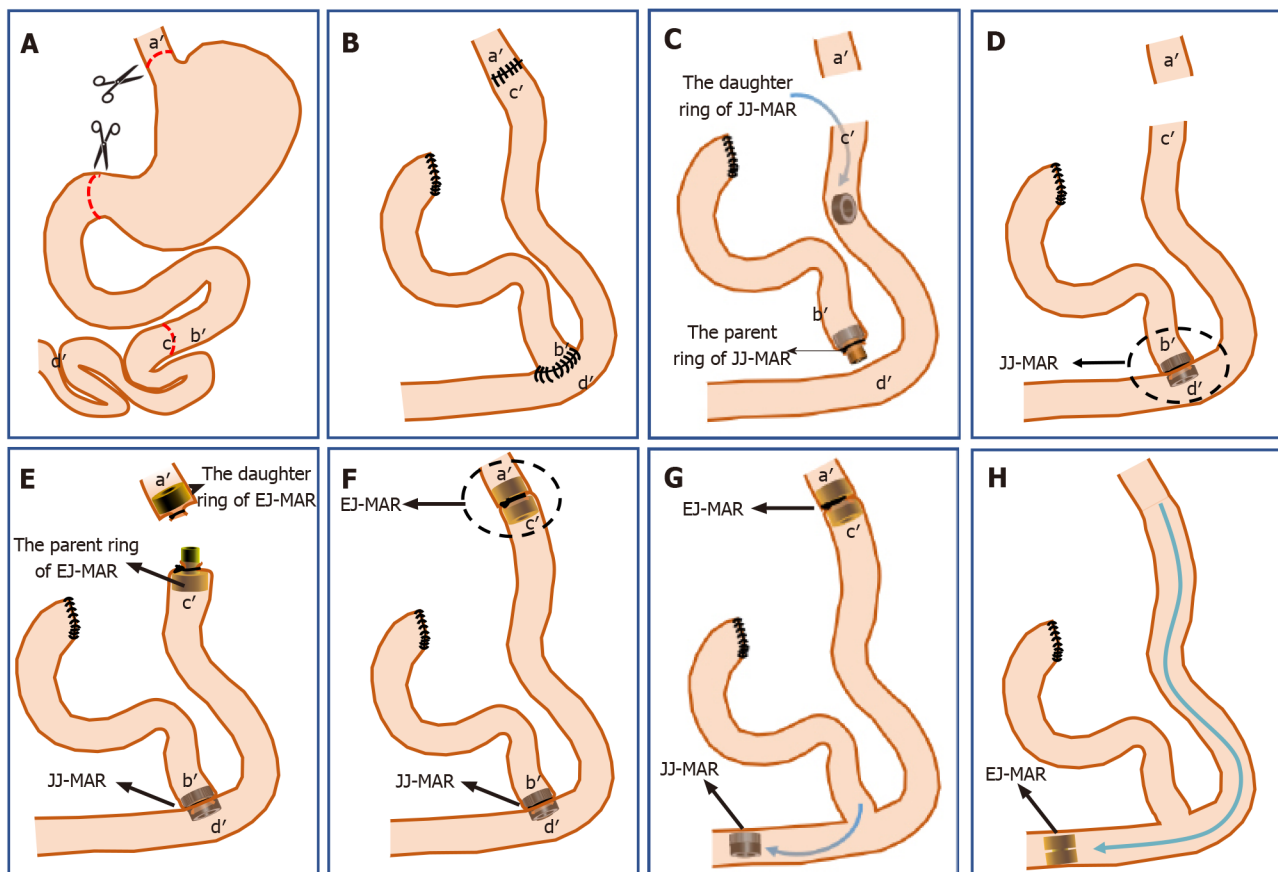 A
a′
b′
c′
d′
B
a′
c′
b′
d′
C
a′
The daughter
ring of JJ-MAR
c′
b′
The parent
ring of JJ-MAR
d′
D
a′
c′
b′
JJ-MAR
d′
E
a′
The daughter
ring of EJ-MAR
The parent ring
of EJ-MAR
c′
JJ-MAR
b′
d′
F
a′
EJ-MAR
c′
JJ-MAR
b′
d′
G
a′
EJ-MAR
c′
JJ-MAR
H
EJ-MAR